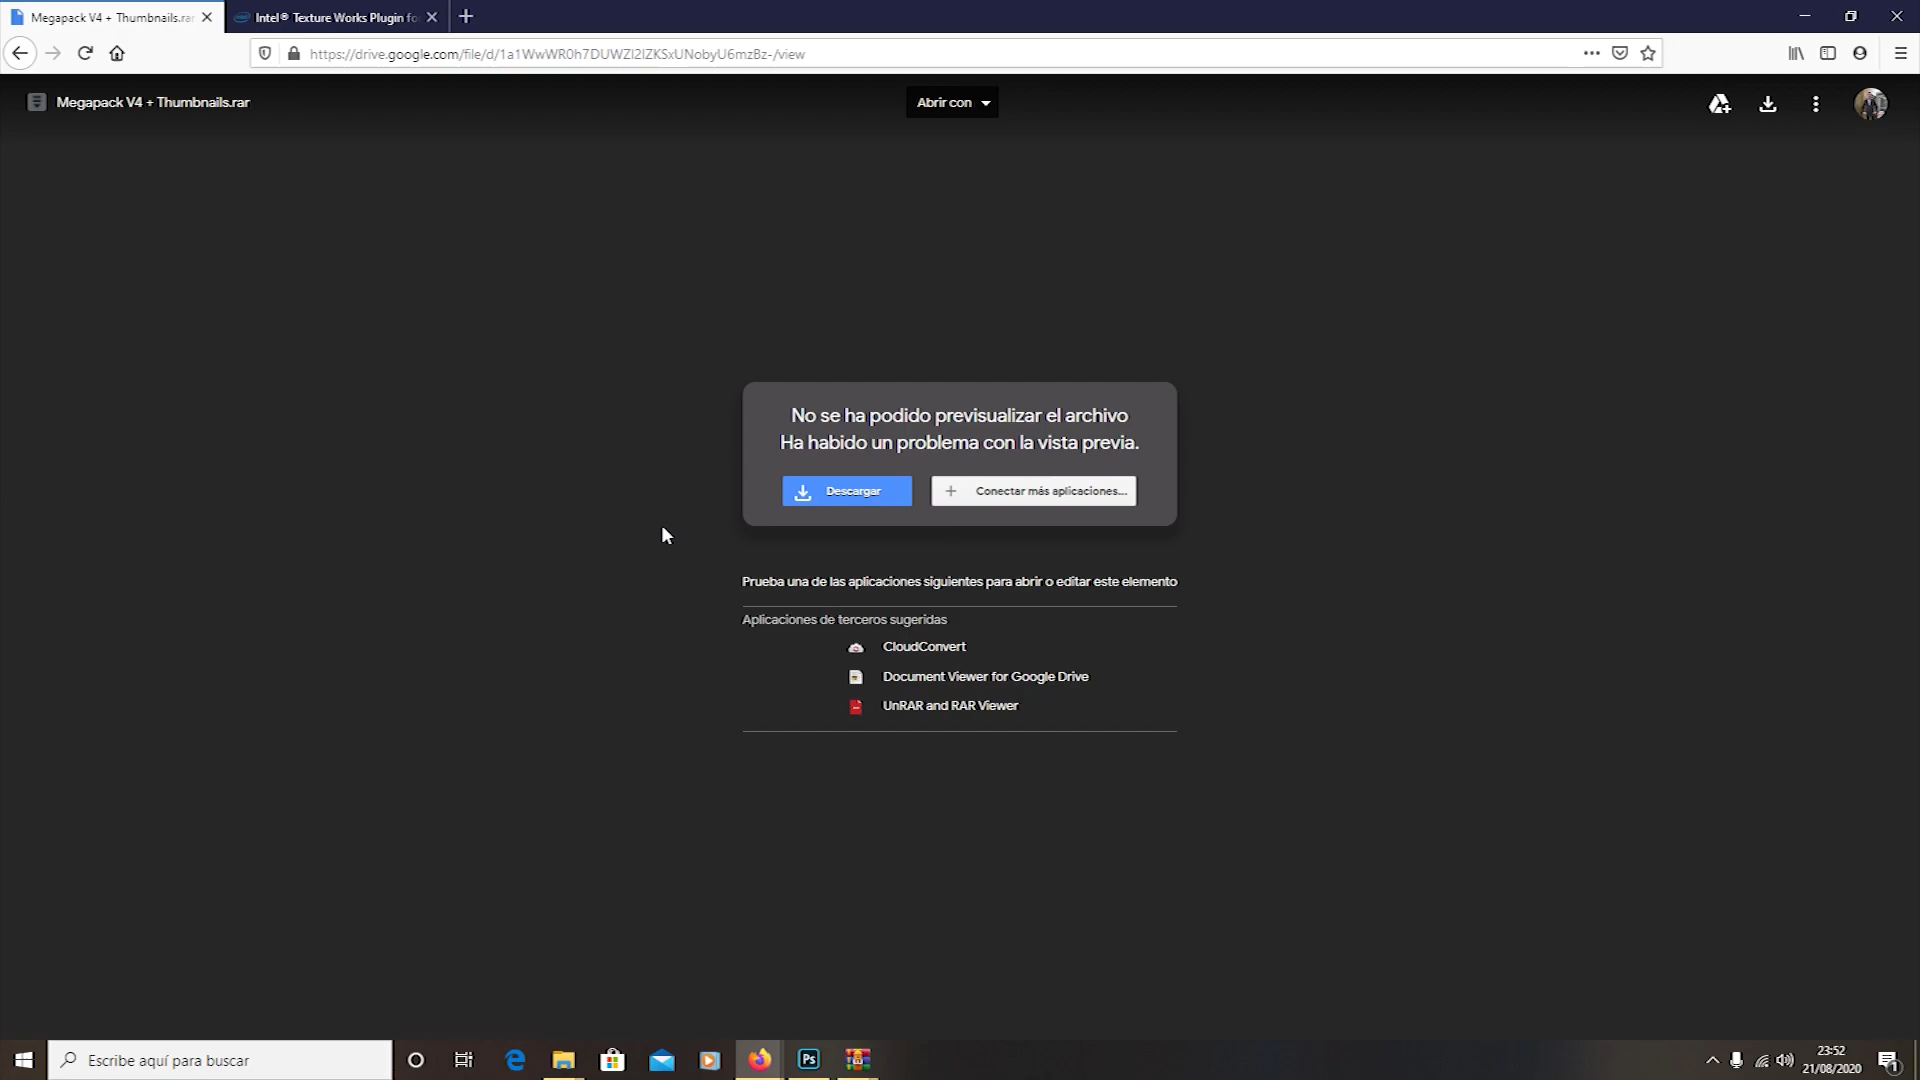 Megapack V4 + Thumbnails.rar
Intel® Texture Works Plugin fo
https://drive.google.com/file/d/1a1WwWR0h7DUWZl2lZKSxUNobyU6mzBz-/view
Megapack V4 + Thumbnails.rar
Abrir con
No se ha podido previsualizar el archivo
Ha habido un problema con la vista previa.
Descargar
Conectar más aplicaciones...
Prueba una de las aplicaciones siguientes para abrir o editar este elemento
Aplicaciones de terceros sugeridas
CloudConvert
Document Viewer for Google Drive
UnRAR and RAR Viewer
Escribe aquí para buscar
Ps
23:52
21/08/2020
1